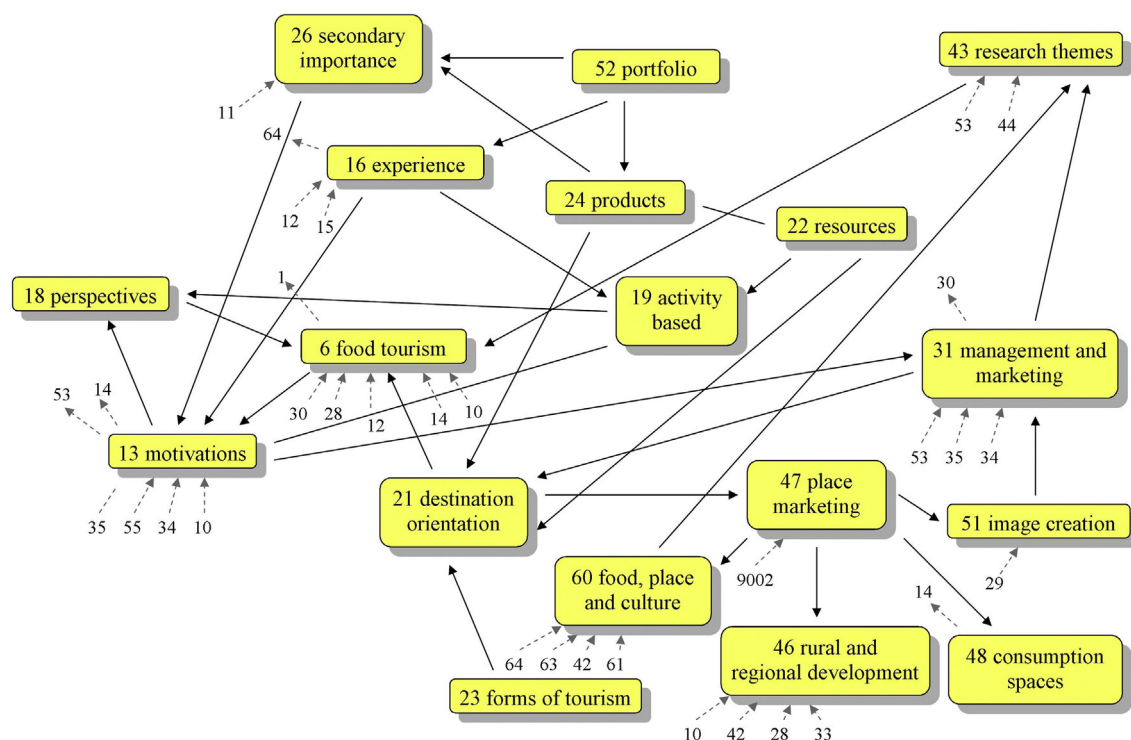 26 secondary
importance
52 portfolio
43 research themes
11
53
44
64
16 experience
12
15
24 products
22 resources
18 perspectives
1
19 activity
based
30
6 food tourism
31 management and
marketing
53
14
30
28
12
14
10
13 motivations
53
35
34
35
55
34
10
21 destination
orientation
47 place
marketing
51 image creation
9002
29
60 food, place
and culture
14
64
63
42
61
46 rural and
regional development
48 consumption
spaces
23 forms of tourism
10
42
28
33